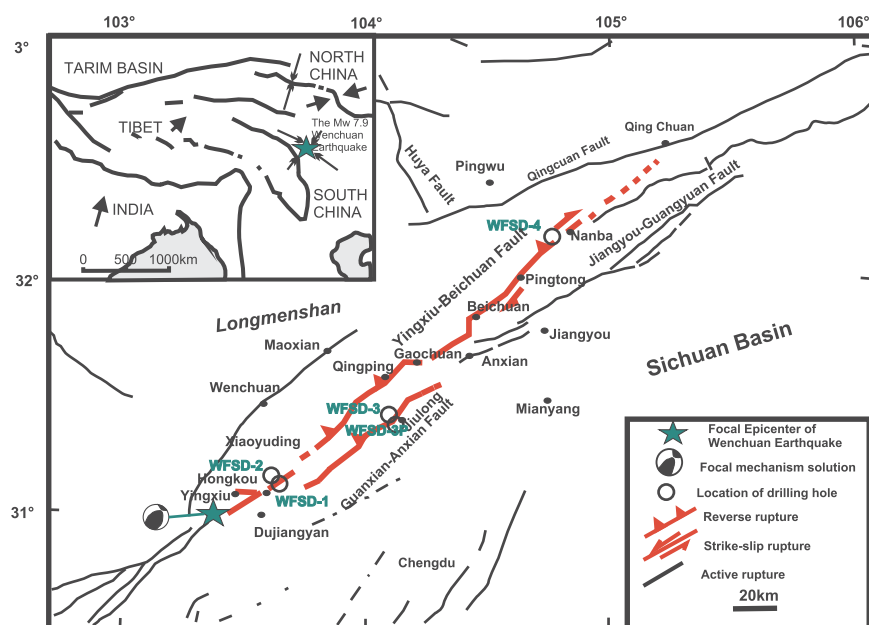 103°
104°
105°
106°
3°
32°
31°
TARIM BASIN
NORTH
CHINA
TIBET
The Mw 7.9
Wenchuan
Earthquake
INDIA
SOUTH
CHINA
0 500 1000km
Qing Chuan
Pingwu
Qingcuan Fault
Huya Fault
WFSD-4
Nanba
Jiangyou-Guangyuan Fault
Yingxiu-Beichuan Fault
Pingtong
Beichuan
Longmenshan
Jiangyou
Maoxian
Gaochuan
Anxian
Qingping
Sichuan Basin
Wenchuan
Mianyang
WFSD-3
WFSD-3P
Jiulong
Guanxian-Anxian Fault
Xiaoyuding
WFSD-2
Hongkou
Yingxiu
WFSD-1
Dujiangyan
Chengdu
Focal Epicenter of
Wenchuan Earthquake
Focal mechanism solution
Location of drilling hole
Reverse rupture
Strike-slip rupture
Active rupture
20km